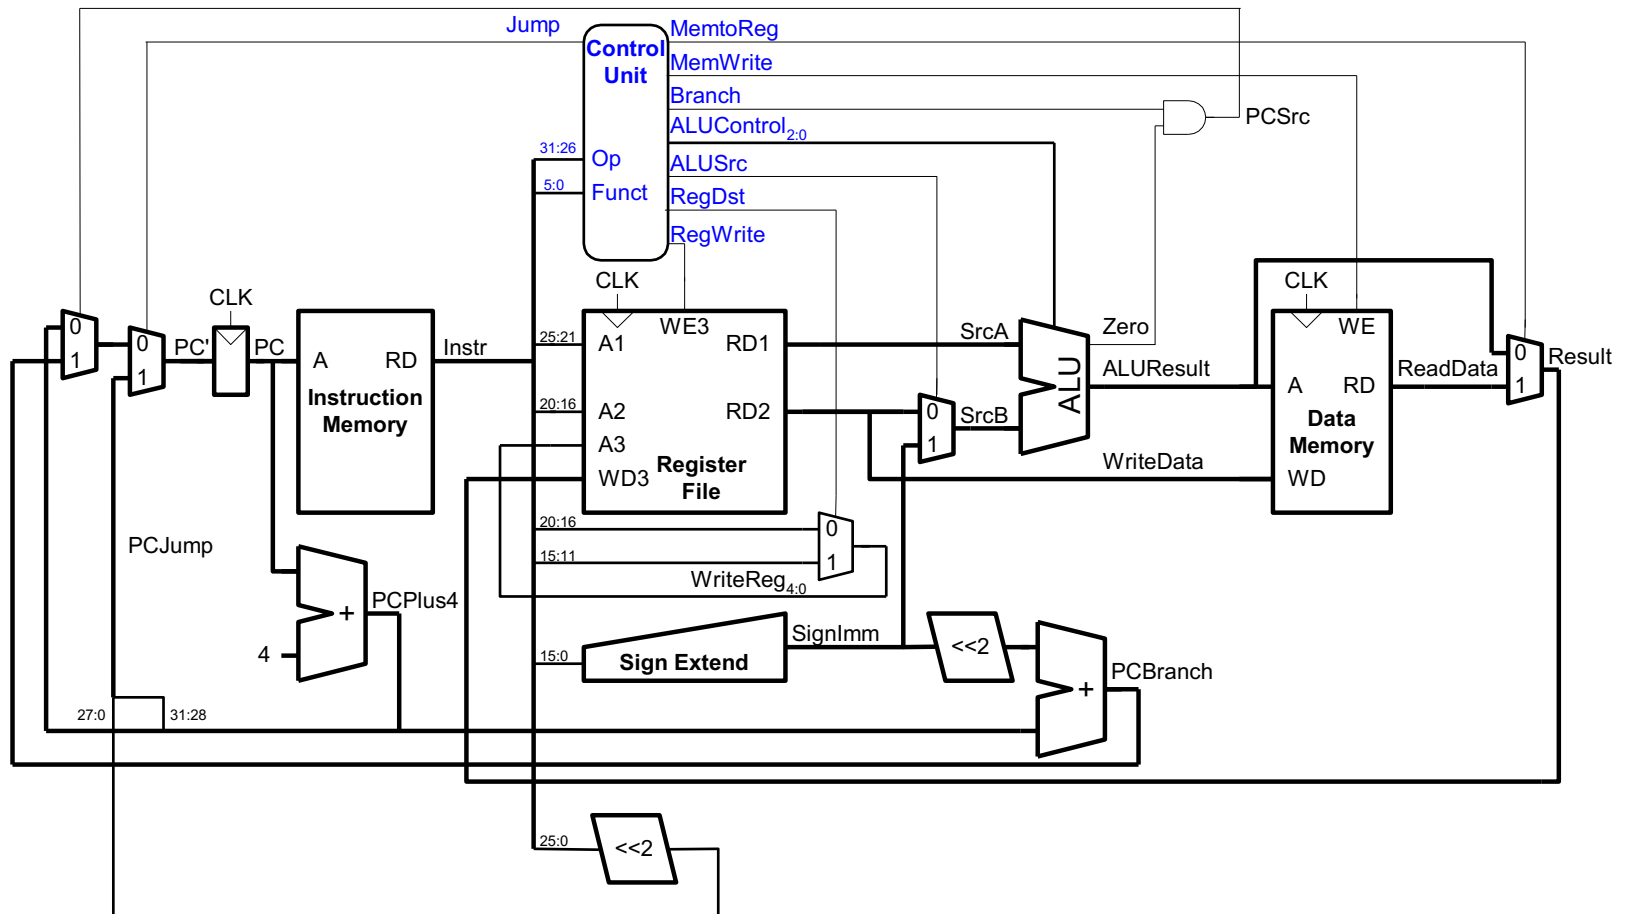 Jump
MemtoReg
Control
Unit
MemWrite
Branch
PCSrc
ALUControl2:0
31:26
Op
ALUSrc
5:0
Funct
RegDst
RegWrite
CLK
CLK
CLK
0
1
0
1
PC'
PC
A
RD
Instruction
Memory
Instr
25:21
A1
WE3
RD1
20:16
A2
RD2
A3
WD3
Register
File
SrcA
0
1
SrcB
ALU
Zero
ALUResult
WriteData
WE
A
RD
Data
Memory
WD
ReadData
0
1
Result
20:16
0
15:11
1
WriteReg4:0
PCJump
+
PCPlus4
4
15:0
Sign Extend
SignImm
<<2
+
PCBranch
27:0
31:28
25:0
<<2